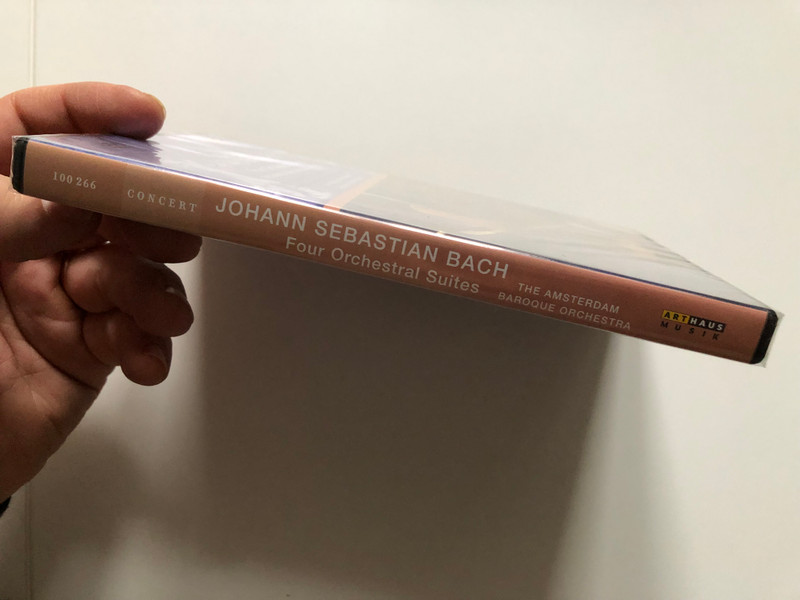 100 266
CONCERT
JOHANN SEBASTIAN BACH
Four Orchestral Suites
THE AMSTERDAM
BAROQUE ORCHESTRA
ARTHAUS
MUSIK